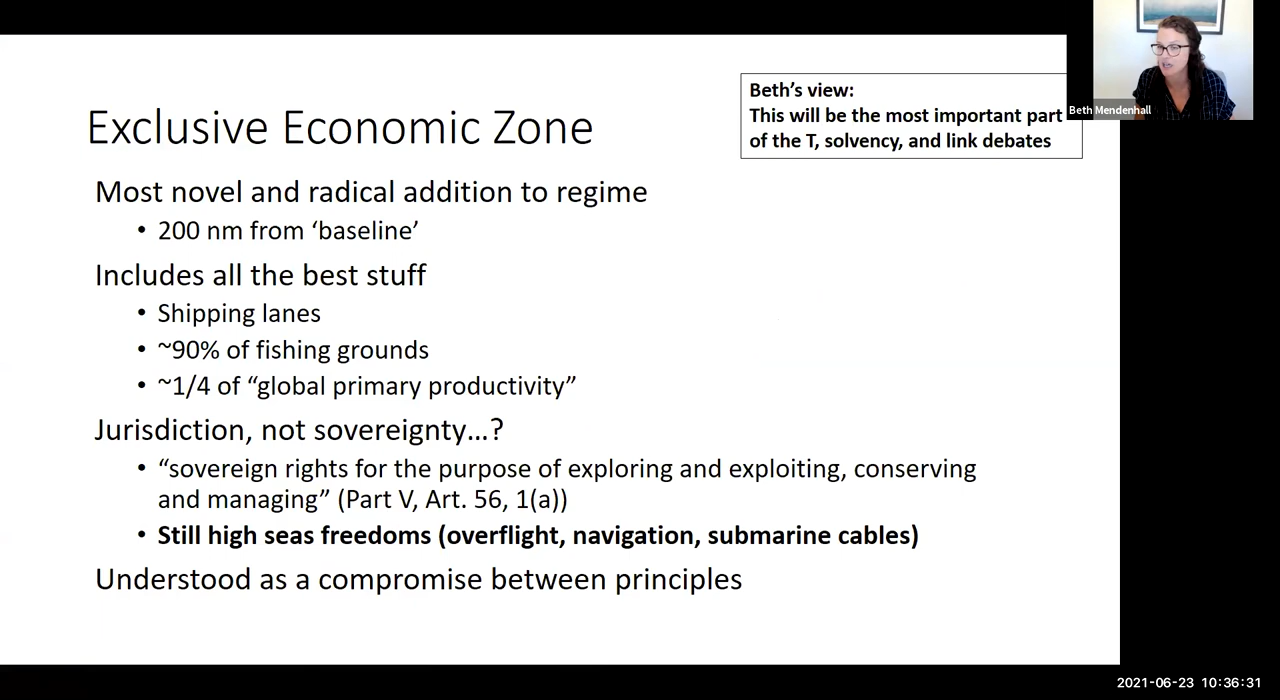 Exclusive Economic Zone
Beth’s view:
This will be the most important part
of the T, solvency, and link debates
Beth Mendenhall
Most novel and radical addition to regime
• 200 nm from ‘baseline’
Includes all the best stuff
• Shipping lanes
• ~90% of fishing grounds
• ~1/4 of “global primary productivity”
Jurisdiction, not sovereignty…?
• “sovereign rights for the purpose of exploring and exploiting, conserving
and managing” (Part V, Art. 56, 1(a))
• Still high seas freedoms (overflight, navigation, submarine cables)
Understood as a compromise between principles
2021-06-23 10:36:31